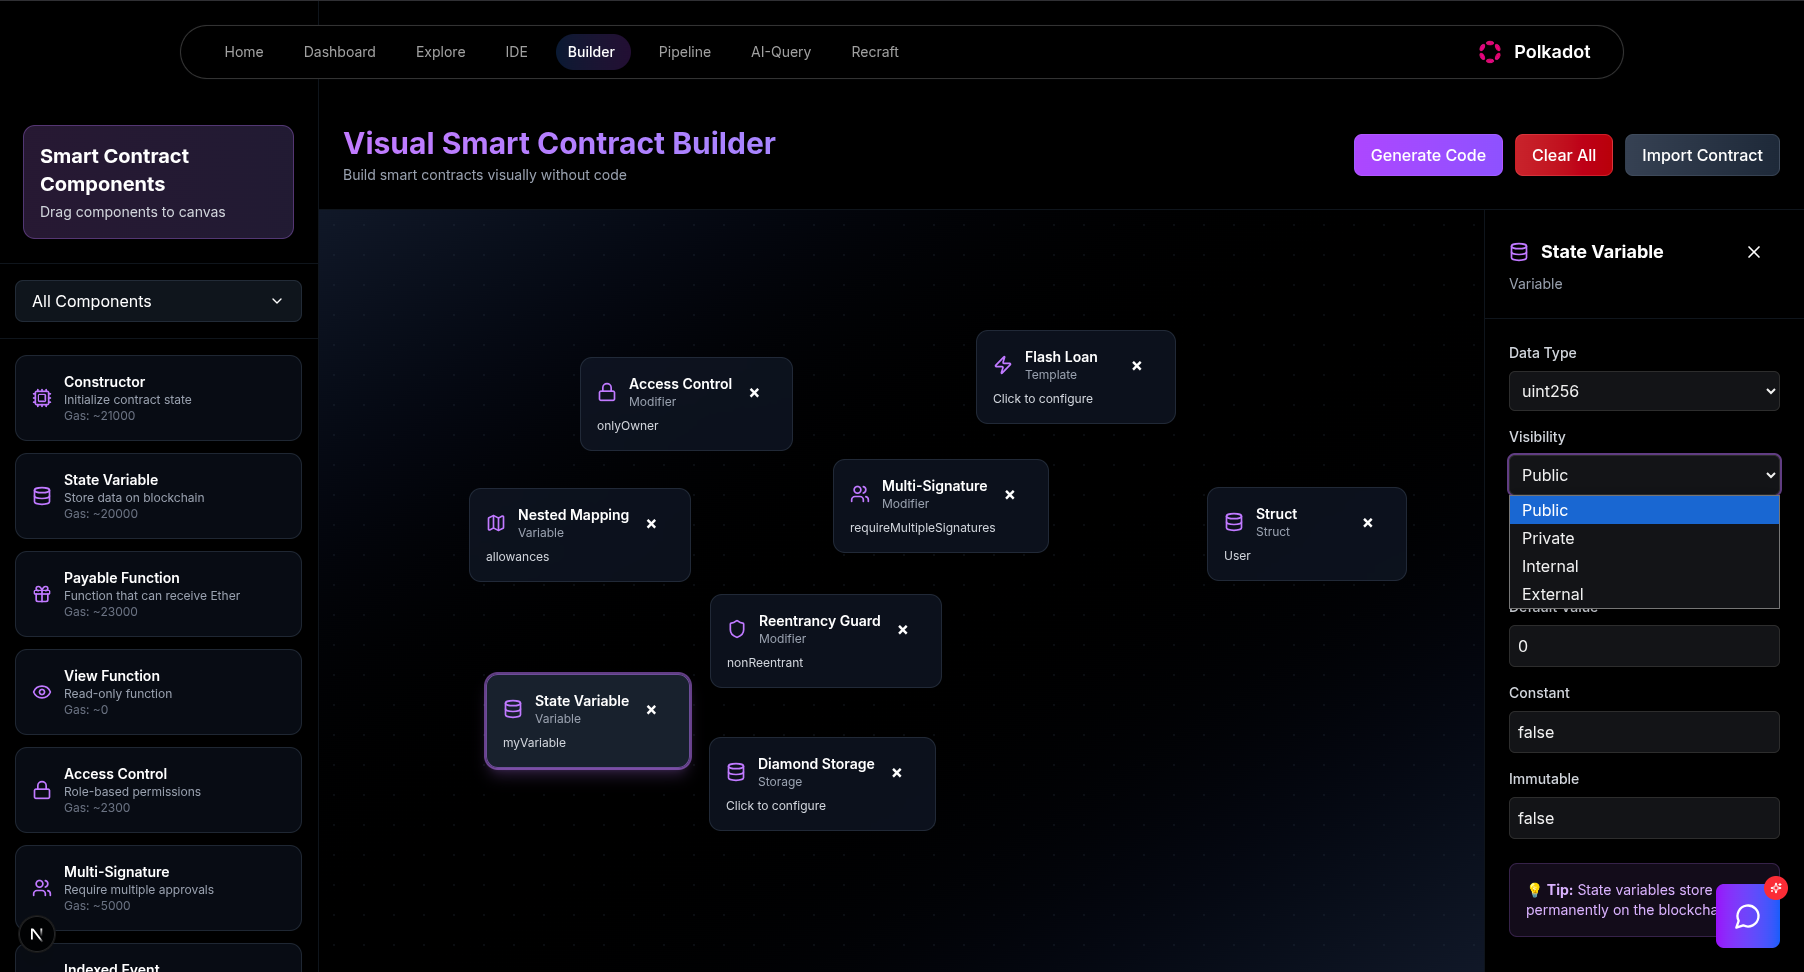 Home Dashboard Explore IDE Builder Pipeline AI-Query Recraft Polkadot
Smart Contract
Components
Drag components to canvas
All Components
Constructor
Initialize contract state
Gas: ~21000
State Variable
Store data on blockchain
Gas: ~20000
Payable Function
Function that can receive Ether
Gas: ~23000
View Function
Read-only function
Gas: ~0
Access Control
Role-based permissions
Gas: ~2300
Multi-Signature
Require multiple approvals
Gas: ~5000
Indexed Event
N
Visual Smart Contract Builder
Build smart contracts visually without code
Generate Code
Clear All
Import Contract
Access Control
Modifier
onlyOwner
Flash Loan
Template
Click to configure
Nested Mapping
Variable
allowances
Multi-Signature
Modifier
requireMultipleSignatures
Struct
Struct
User
Reentrancy Guard
Modifier
nonReentrant
State Variable
Variable
myVariable
Diamond Storage
Storage
Click to configure
State Variable
Variable
Data Type
uint256
Visibility
Public
Public
Private
Internal
External
Default Value
0
Constant
false
Immutable
false
💡 Tip: State variables store
permanently on the blockcha